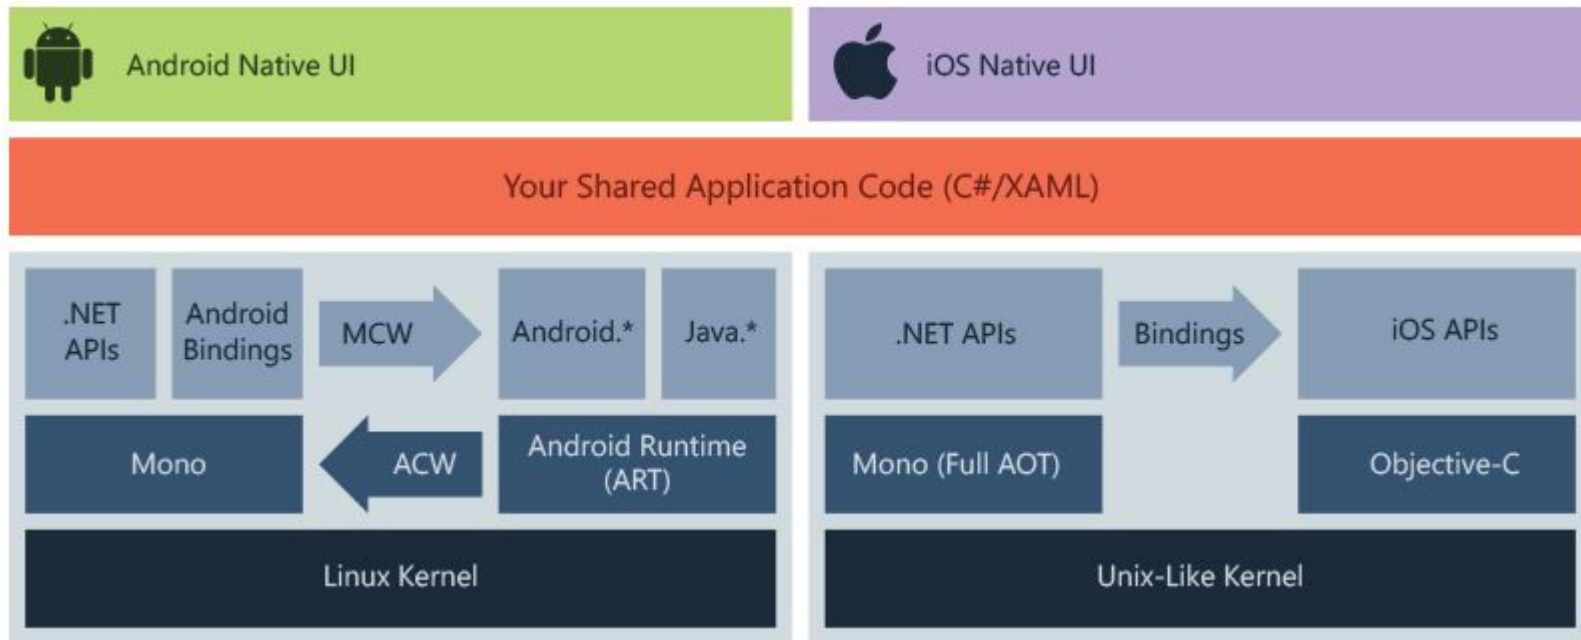 Android Native UI
iOS Native UI
Your Shared Application Code (C#/XAML)
.NET
APIs
Android
Bindings
MCW
Android.*
Java.*
.NET APIs
Bindings
iOS APIs
Mono
ACW
Android Runtime
(ART)
Mono (Full AOT)
Objective-C
Linux Kernel
Unix-Like Kernel